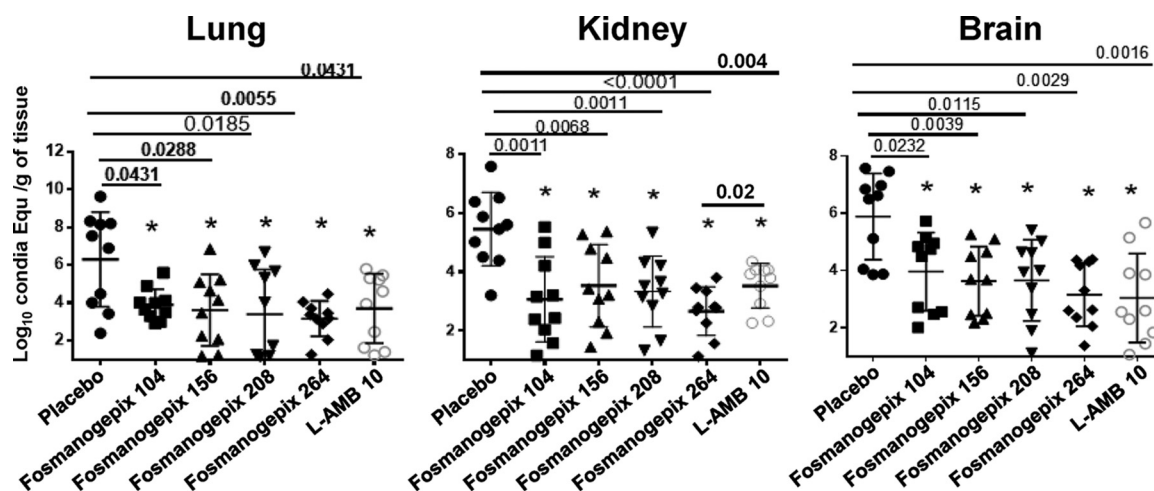 Lung
Kidney
Brain
Log10 condia Equ /g of tissue
0.0431
0.0055
0.0185
0.0288
0.0431
12
10
8
6
4
2
* * * * *
Placebo
Fosmanogepix 104
Fosmanogepix 156
Fosmanogepix 208
Fosmanogepix 264
L-AMB 10
0.004
<0.0001
0.0011
0.0068
0.0011
0.02
8
6
4
2
* * * * *
Placebo
Fosmanogepix 104
Fosmanogepix 156
Fosmanogepix 208
Fosmanogepix 264
L-AMB 10
0.0016
0.0029
0.0115
0.0039
0.0232
8
6
4
2
* * * * *
Placebo
Fosmanogepix 104
Fosmanogepix 156
Fosmanogepix 208
Fosmanogepix 264
L-AMB 10